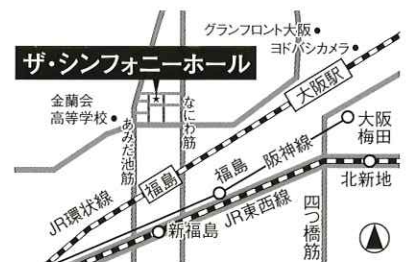 グランフロント大阪
ヨドバシカメラ
ザ・シンフォニーホール
大阪駅
金蘭会
高等学校
なにわ筋
あみだ池筋
大阪
梅田
福島
福島
阪神線
北新地
JR環状線
JR東西線
四つ橋筋
新福島